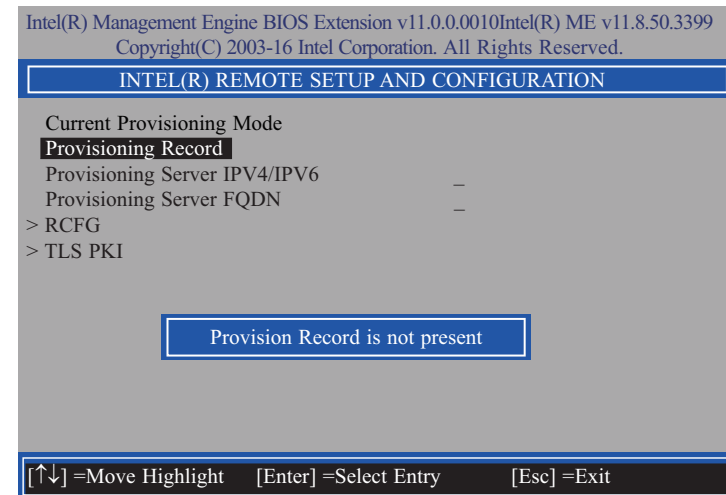 Intel(R) Management Engine BIOS Extension v11.0.0.0010Intel(R) ME v11.8.50.3399
Copyright(C) 2003-16 Intel Corporation. All Rights Reserved.
INTEL(R) REMOTE SETUP AND CONFIGURATION
Current Provisioning Mode
Provisioning Record
Provisioning Server IPV4/IPV6 _
Provisioning Server FQDN _
> RCFG
> TLS PKI
Provision Record is not present
[↑↓] =Move Highlight [Enter] =Select Entry [Esc] =Exit